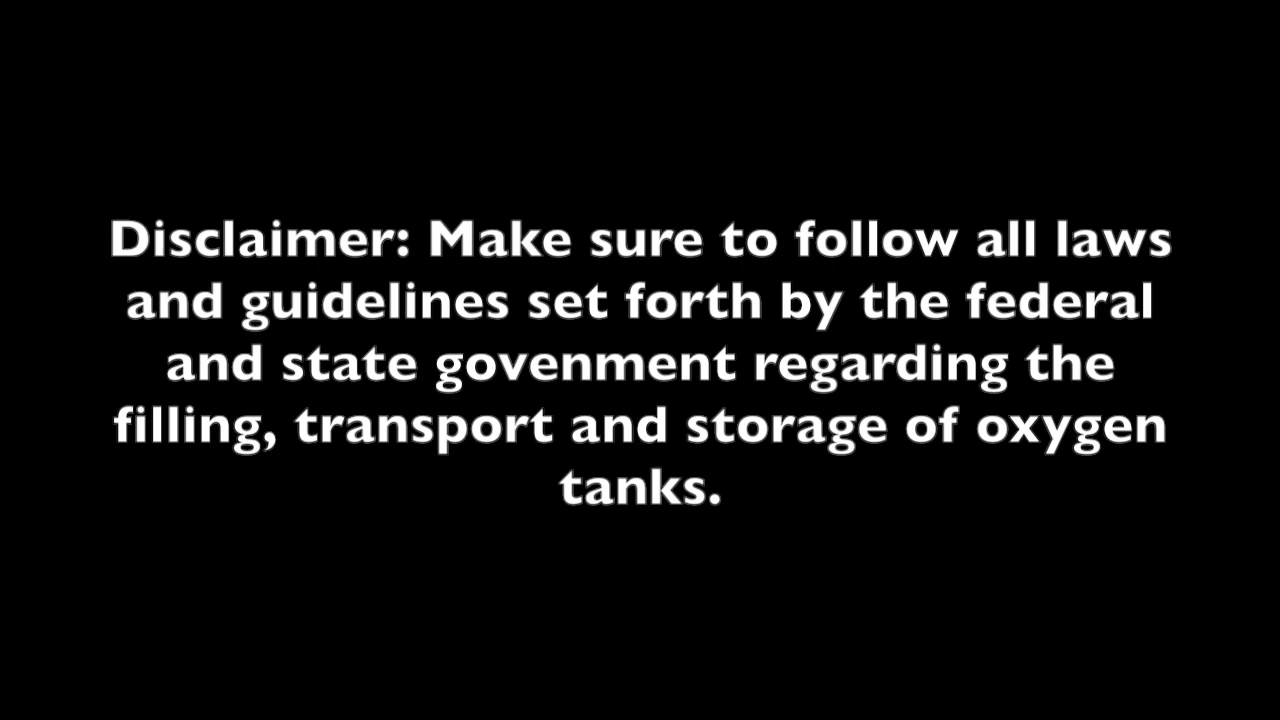 Disclaimer: Make sure to follow all laws
and guidelines set forth by the federal
and state govenment regarding the
filling, transport and storage of oxygen
tanks.